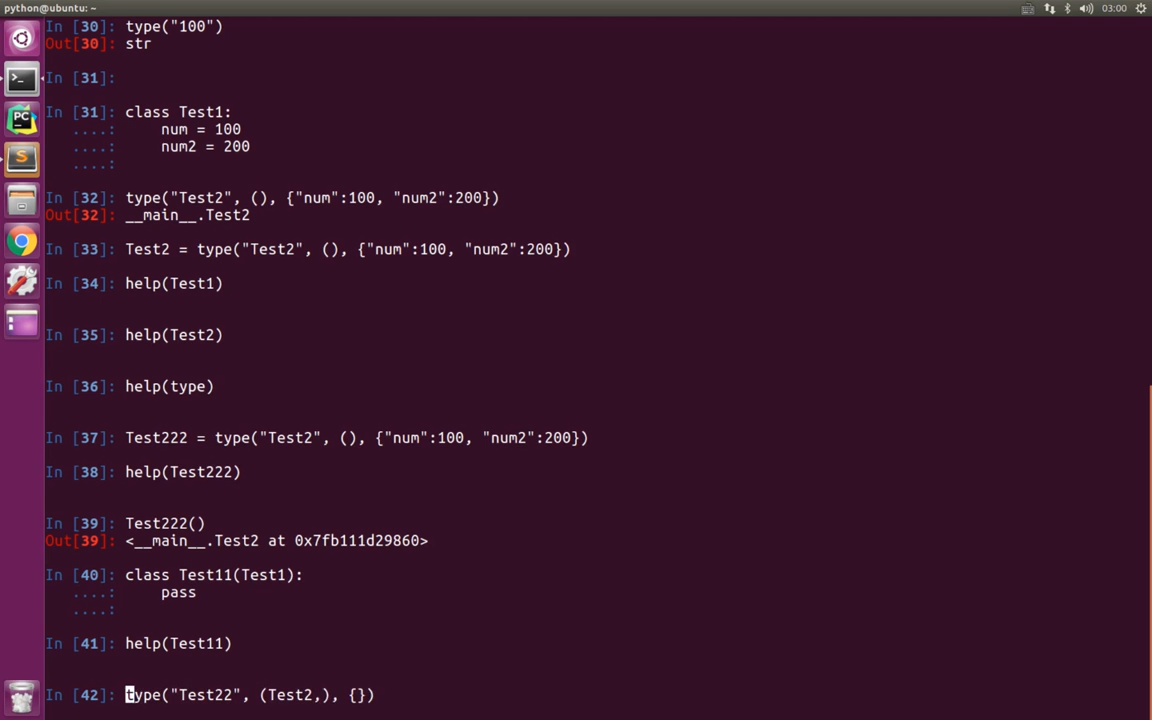 python@ubuntu: ~
03:00
In [30]: type("100")
Out[30]: str
In [31]:
In [31]: class Test1:
....: num = 100
....: num2 = 200
....:
In [32]: type("Test2", (), {"num":100, "num2":200})
Out[32]: __main__.Test2
In [33]: Test2 = type("Test2", (), {"num":100, "num2":200})
In [34]: help(Test1)
In [35]: help(Test2)
In [36]: help(type)
In [37]: Test222 = type("Test2", (), {"num":100, "num2":200})
In [38]: help(Test222)
In [39]: Test222()
Out[39]: <__main__.Test2 at 0x7fb111d29860>
In [40]: class Test11(Test1):
....: pass
....:
In [41]: help(Test11)
In [42]: type("Test22", (Test2,), {})
PC
S